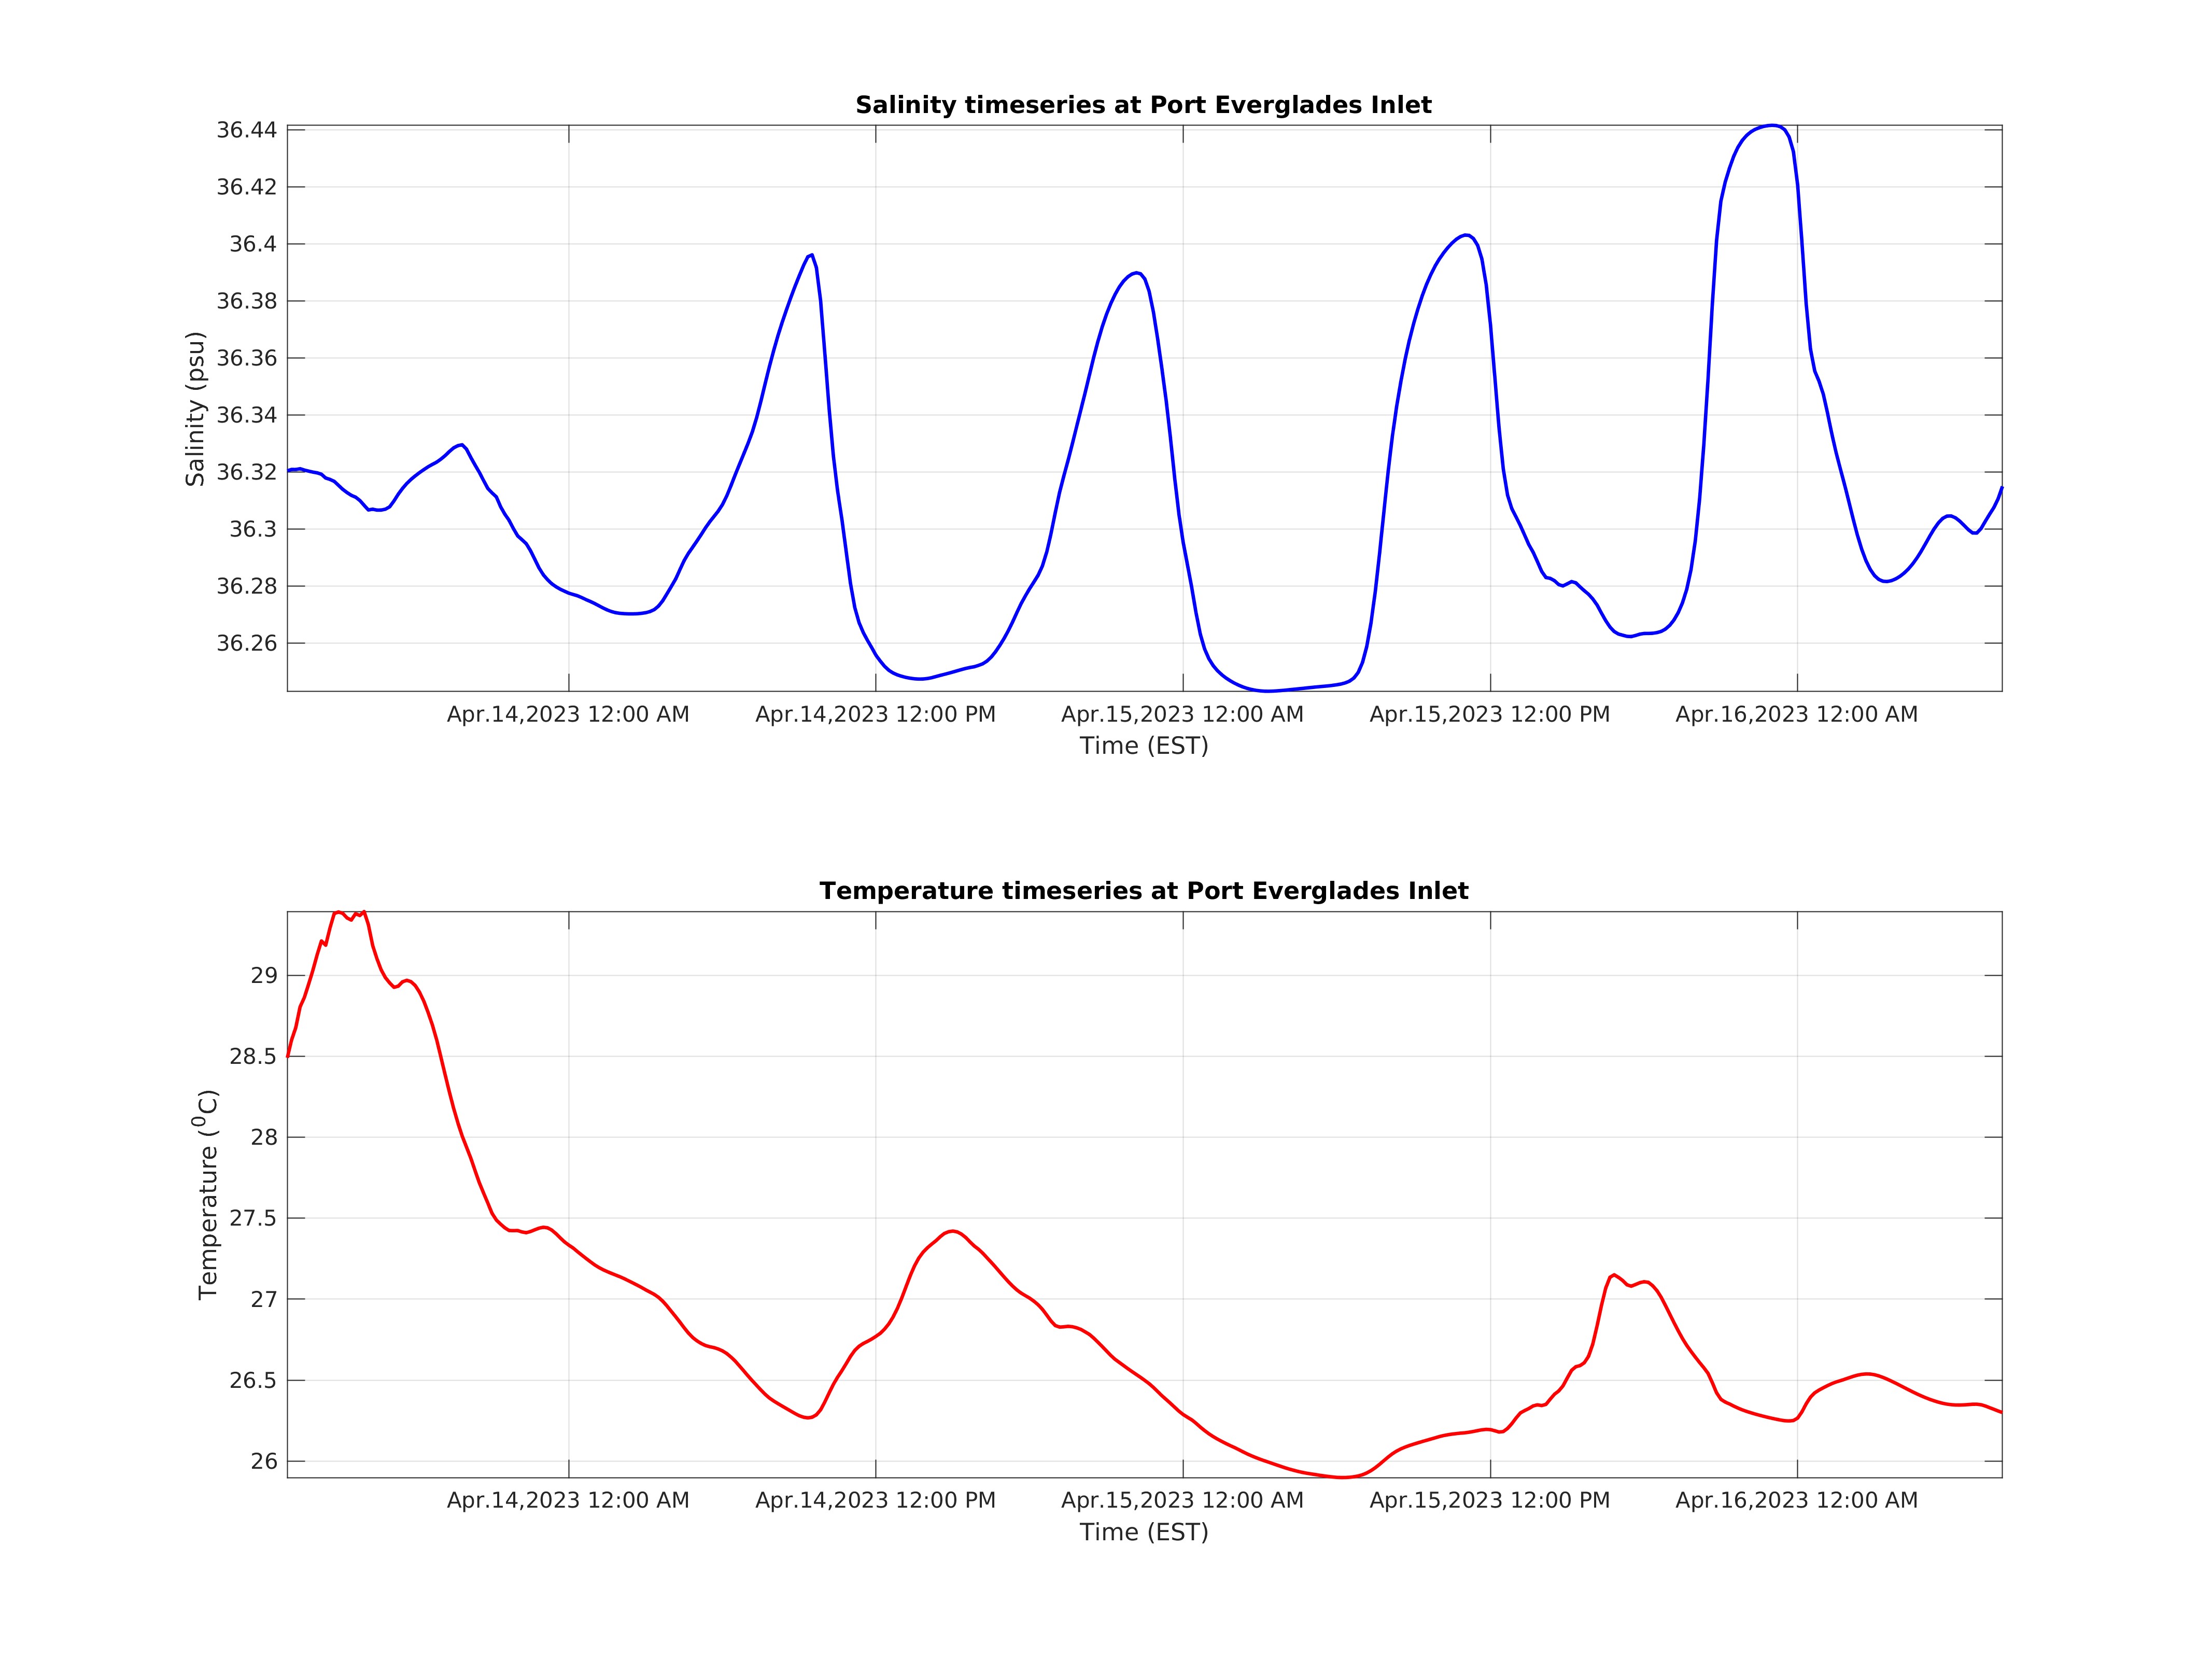 Salinity timeseries at Port Everglades Inlet
36.44
36.42
36.4
36.38
36.36
36.34
36.32
36.3
36.28
36.26
Salinity (psu)
Apr.14,2023 12:00 AM Apr.14,2023 12:00 PM Apr.15,2023 12:00 AM Apr.15,2023 12:00 PM Apr.16,2023 12:00 AM
Time (EST)
Temperature timeseries at Port Everglades Inlet
29
28.5
28
27.5
27
26.5
26
Temperature (⁰C)
Apr.14,2023 12:00 AM Apr.14,2023 12:00 PM Apr.15,2023 12:00 AM Apr.15,2023 12:00 PM Apr.16,2023 12:00 AM
Time (EST)